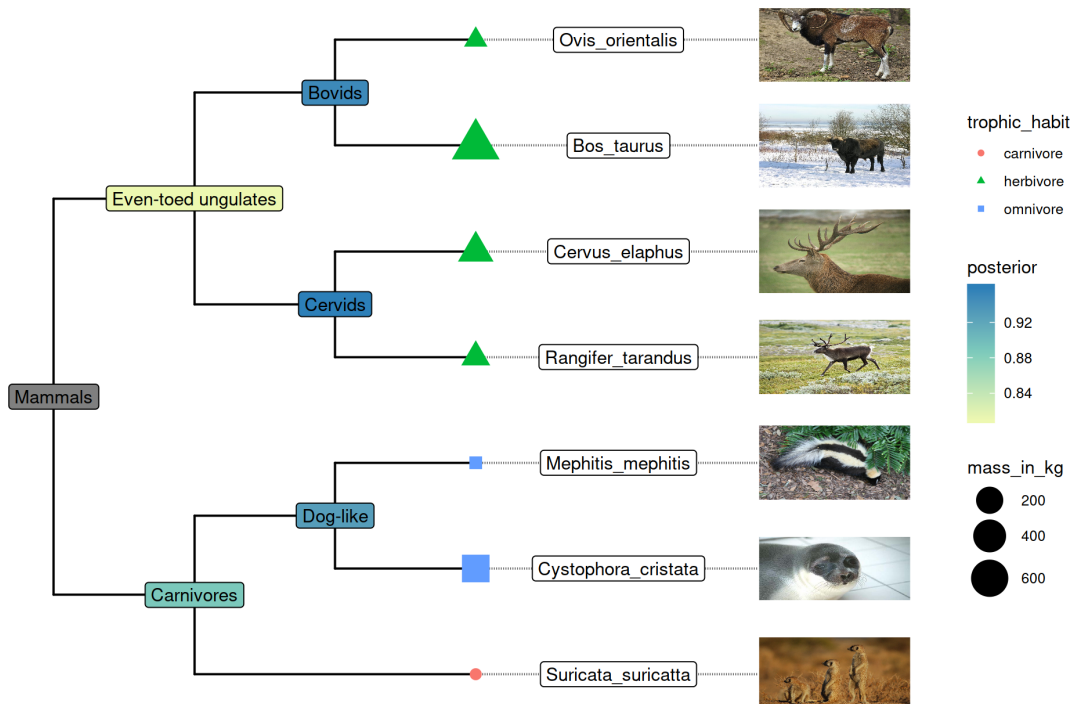 Ovis_orientalis
Bovids
Bos_taurus
Even-toed ungulates
Cervus_elaphus
Cervids
Rangifer_tarandus
Mammals
Mephitis_mephitis
Dog-like
Cystophora_cristata
Carnivores
Suricata_suricatta
trophic_habit
carnivore
herbivore
omnivore
posterior
0.92
0.88
0.84
mass_in_kg
200
400
600